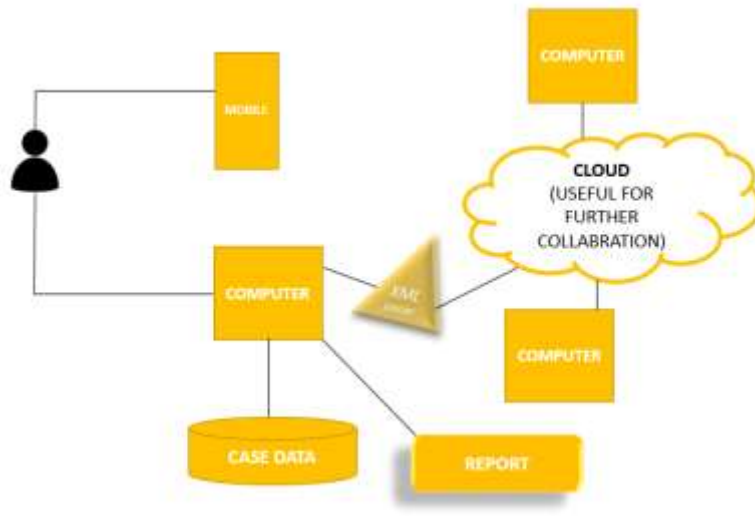 COMPUTER
MOBILE
CLOUD
(USEFUL FOR
FURTHER
COLLABRATION)
COMPUTER
XML
COMPUTER
CASE DATA
REPORT